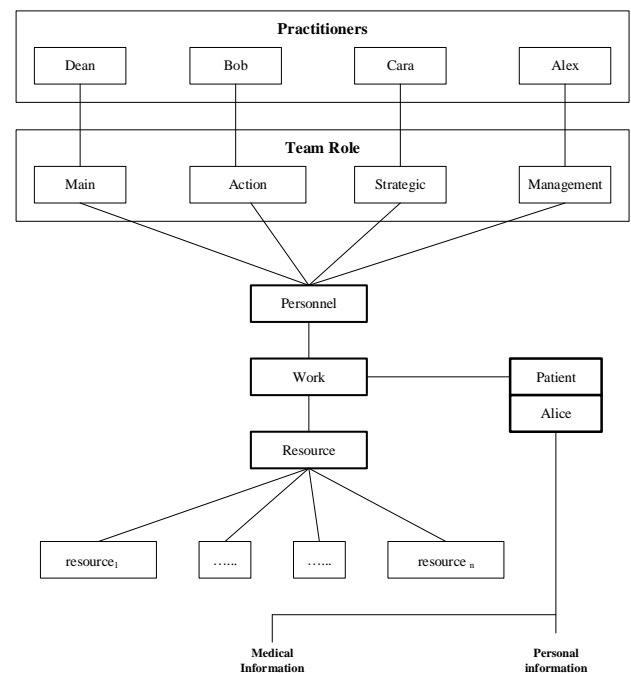 Practitioners
Dean Bob Cara Alex
Team Role
Main Action Strategic Management
Personnel
Work Patient
Alice
Resource
resource1 ...... ...... resource n
Medical Information Personal information